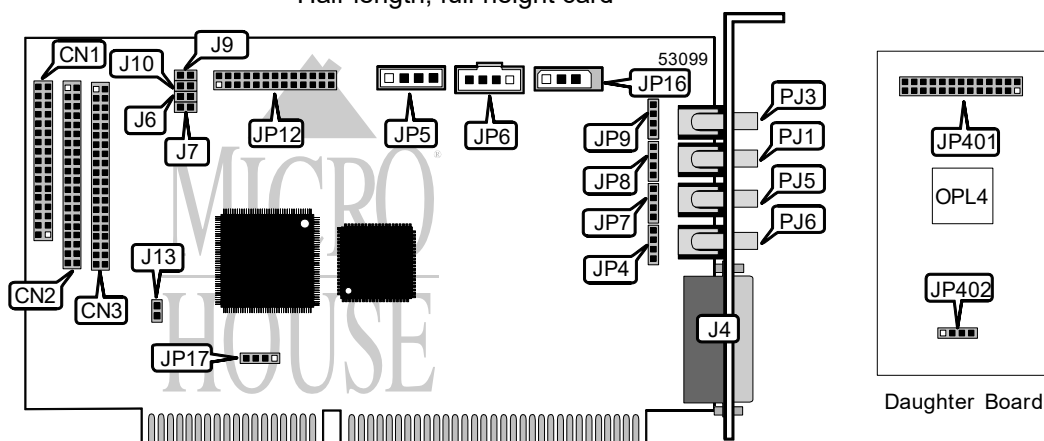 Half-length, full-height card
53099
CN1
J9
J10
J6
J7
JP12
JP5
JP6
JP16
JP9
JP8
JP7
JP4
PJ3
PJ1
PJ5
PJ6
J4
CN2
CN3
J13
JP17
MICRO
HOUSE
®
JP401
OPL4
JP402
Daughter Board